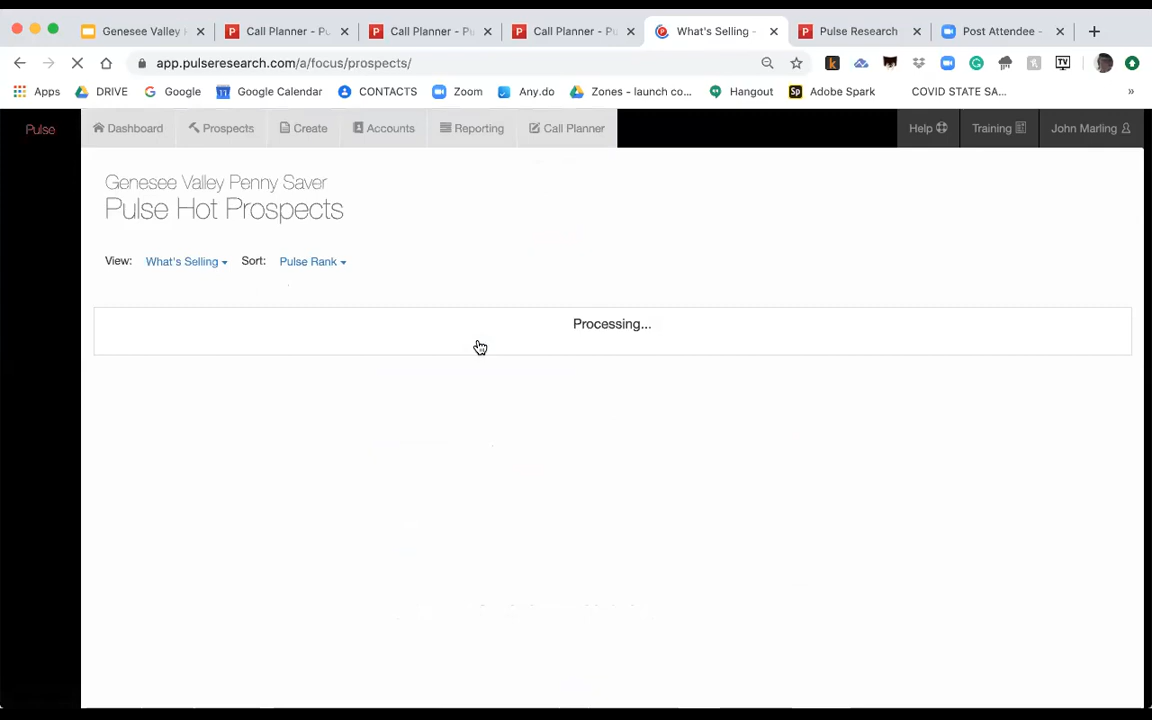 Genesee Valley
Call Planner - Pu
Call Planner - Pu
Call Planner - Pu
What's Selling -
Pulse Research
Post Attendee -
app.pulseresearch.com/a/focus/prospects/
Apps
DRIVE
Google
Google Calendar
CONTACTS
Zoom
Any.do
Zones - launch co...
Hangout
Sp
Adobe Spark
COVID STATE SA...
»
Pulse
Dashboard
Prospects
Create
Accounts
Reporting
Call Planner
Help
Training
John Marling
Genesee Valley Penny Saver
Pulse Hot Prospects
View: What's Selling Sort: Pulse Rank
Processing...